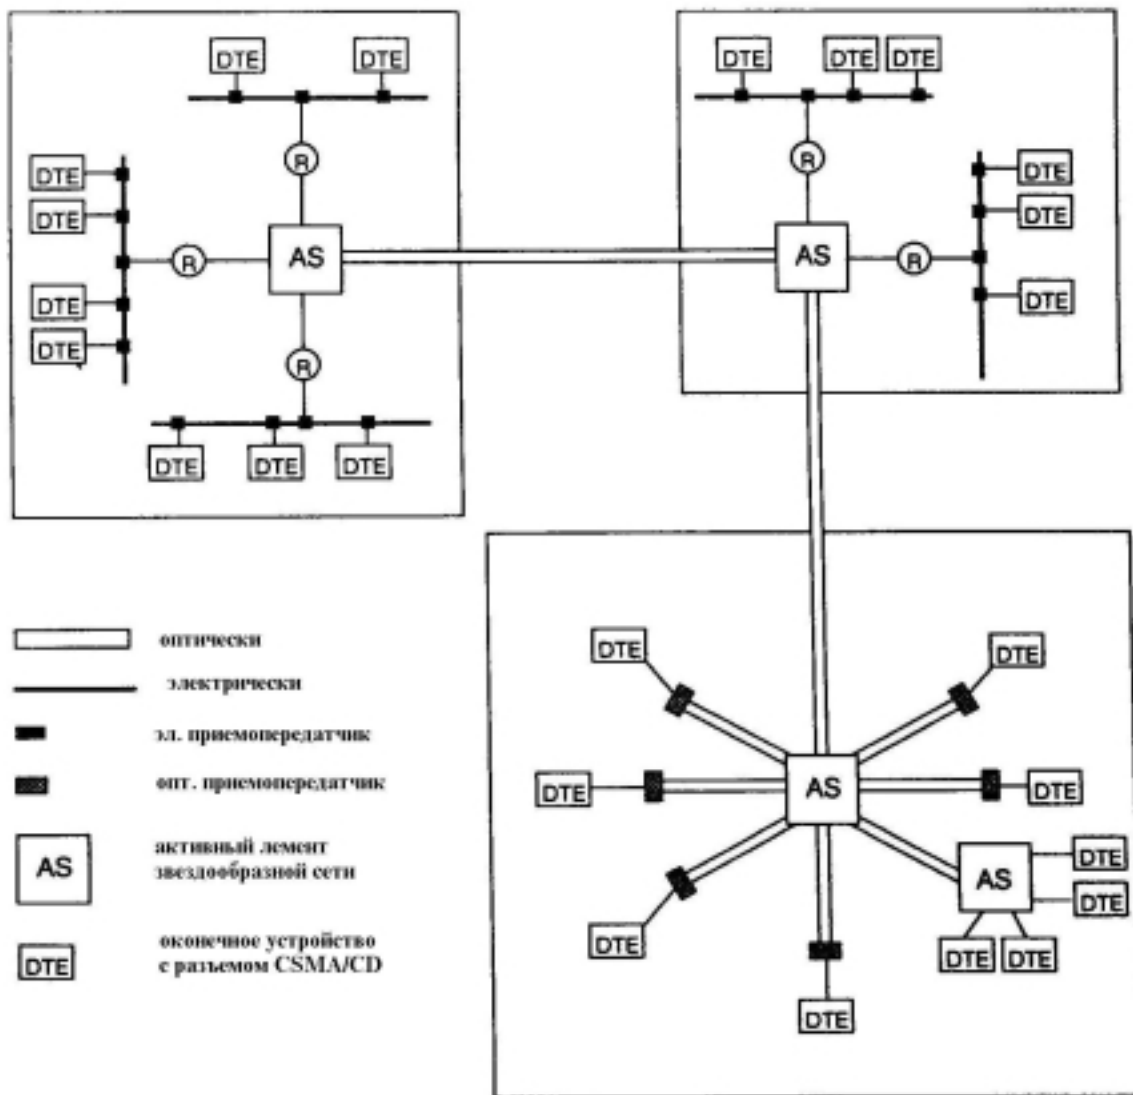 DTE DTE
DTE DTE DTE
R
R
DTE
DTE
DTE
DTE
AS
AS
R
R
DTE
DTE
DTE
DTE
R
DTE DTE DTE
оптически
электрически
эл. приемопередатчик
опт. приемопередатчик
AS
активный лемент
звездообразной сети
DTE
оконечное устройство
с разъемом CSMA/CD
DTE
DTE
DTE
AS
DTE
DTE
AS
DTE
DTE
DTE
DTE
DTE